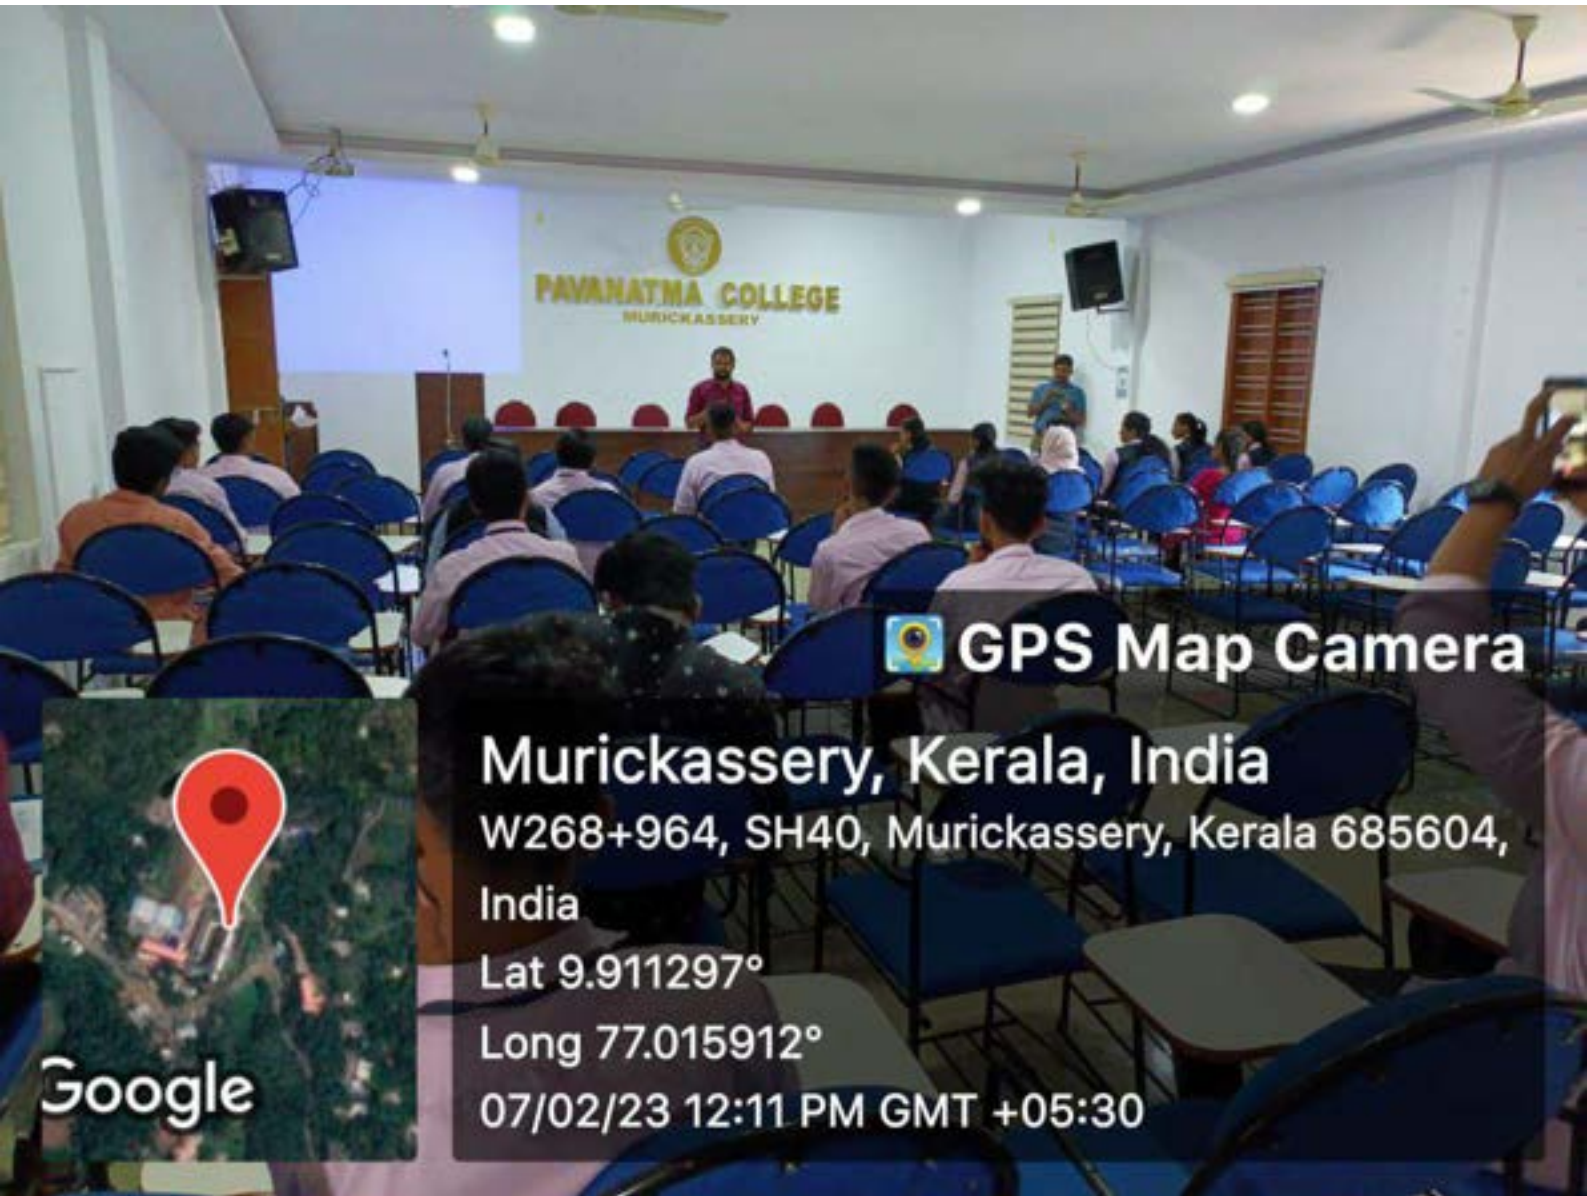 PAVANATMA COLLEGE
MURICKASSERY
GPS Map Camera
Murickassery, Kerala, India
W268+964, SH40, Murickassery, Kerala 685604,
India
Lat 9.911297°
Long 77.015912°
07/02/23 12:11 PM GMT +05:30
Google